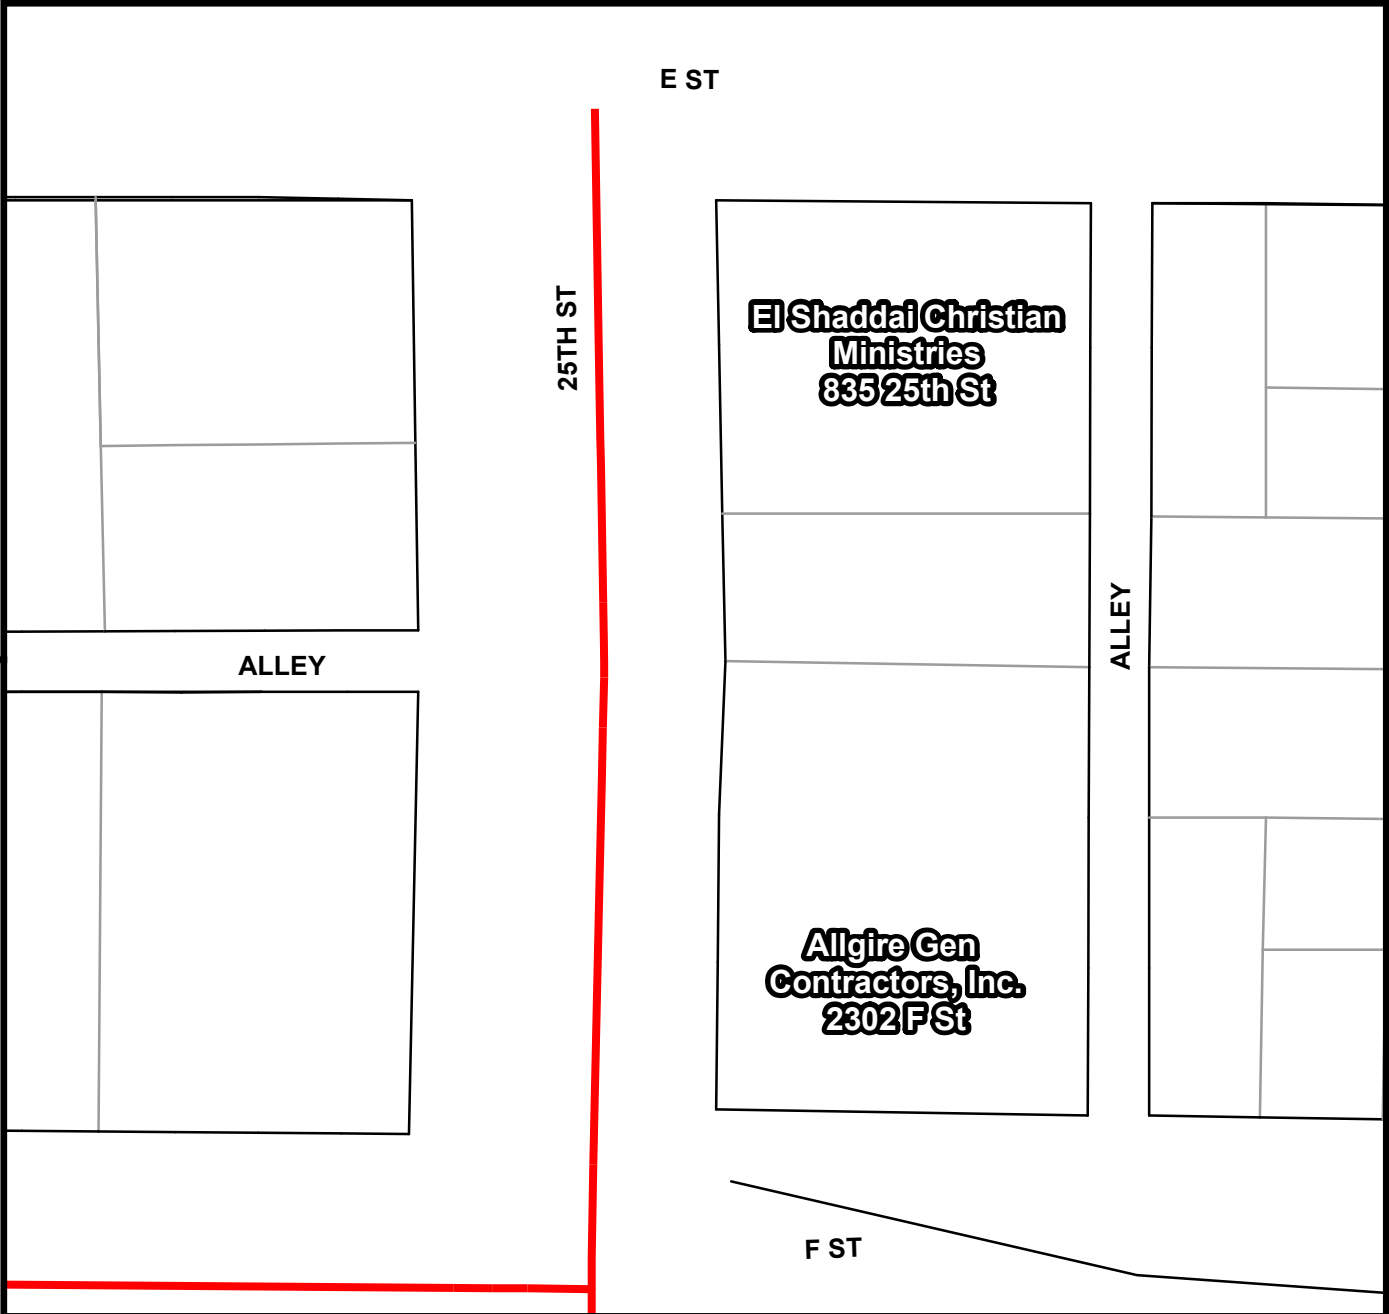 E ST
25TH ST
El Shaddai Christian
Ministries
835 25th St
ALLEY
ALLEY
Allgire Gen
Contractors, Inc.
2302 F St
F ST